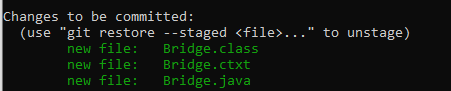 Changes to be committed:
  (use "git restore --staged <file>..." to unstage)
        new file:   Bridge.class
        new file:   Bridge.ctxt
        new file:   Bridge.java